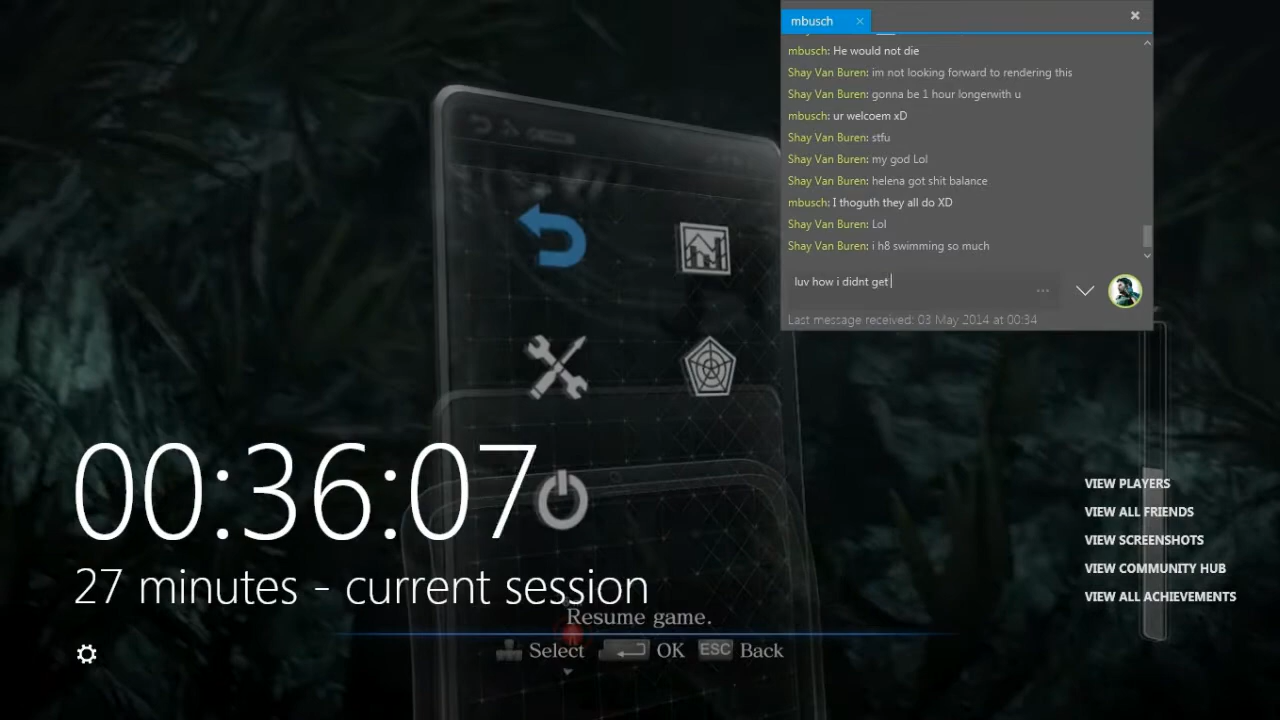 mbusch
mbusch: He would not die
Shay Van Buren: im not looking forward to rendering this
Shay Van Buren: gonna be 1 hour longerwith u
mbusch: ur welcoem xD
Shay Van Buren: stfu
Shay Van Buren: my god Lol
Shay Van Buren: helena got shit balance
mbusch: I thoguth they all do XD
Shay Van Buren: Lol
Shay Van Buren: i h8 swimming so much
luv how i didnt get
Last message received: 03 May 2014 at 00:34
00:36:07
27 minutes - current session
VIEW PLAYERS
VIEW ALL FRIENDS
VIEW SCREENSHOTS
VIEW COMMUNITY HUB
VIEW ALL ACHIEVEMENTS
Resume game.
Select OK ESC Back